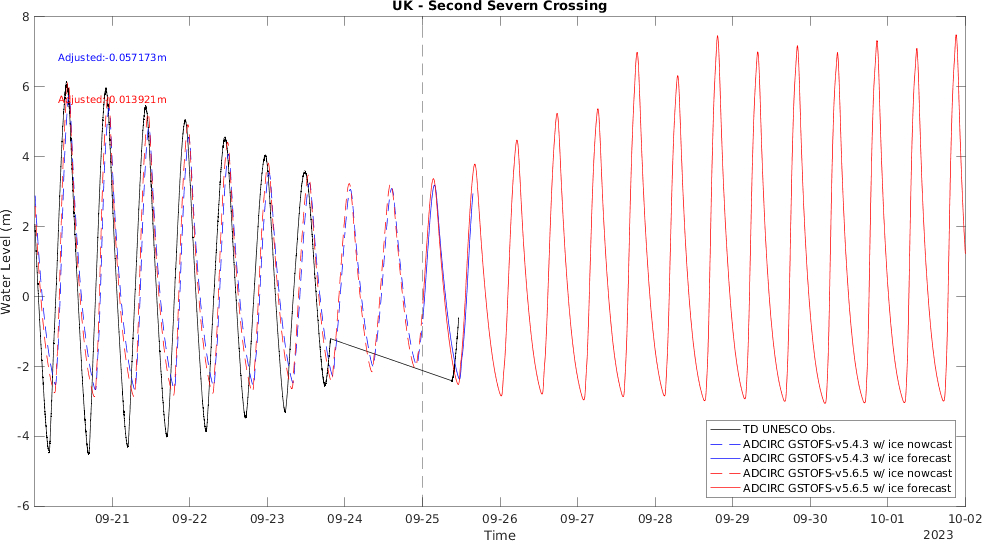 UK - Second Severn Crossing
8
Adjusted:-0.057173m
6
Adjusted:-0.013921m
4
2
0
-2
-4
-6
Water Level (m)
TD UNESCO Obs.
ADCIRC GSTOFS-v5.4.3 w/ ice nowcast
ADCIRC GSTOFS-v5.4.3 w/ ice forecast
ADCIRC GSTOFS-v5.6.5 w/ ice nowcast
ADCIRC GSTOFS-v5.6.5 w/ ice forecast
09-21 09-22 09-23 09-24 09-25 09-26 09-27 09-28 09-29 09-30 10-01 10-02
Time
2023